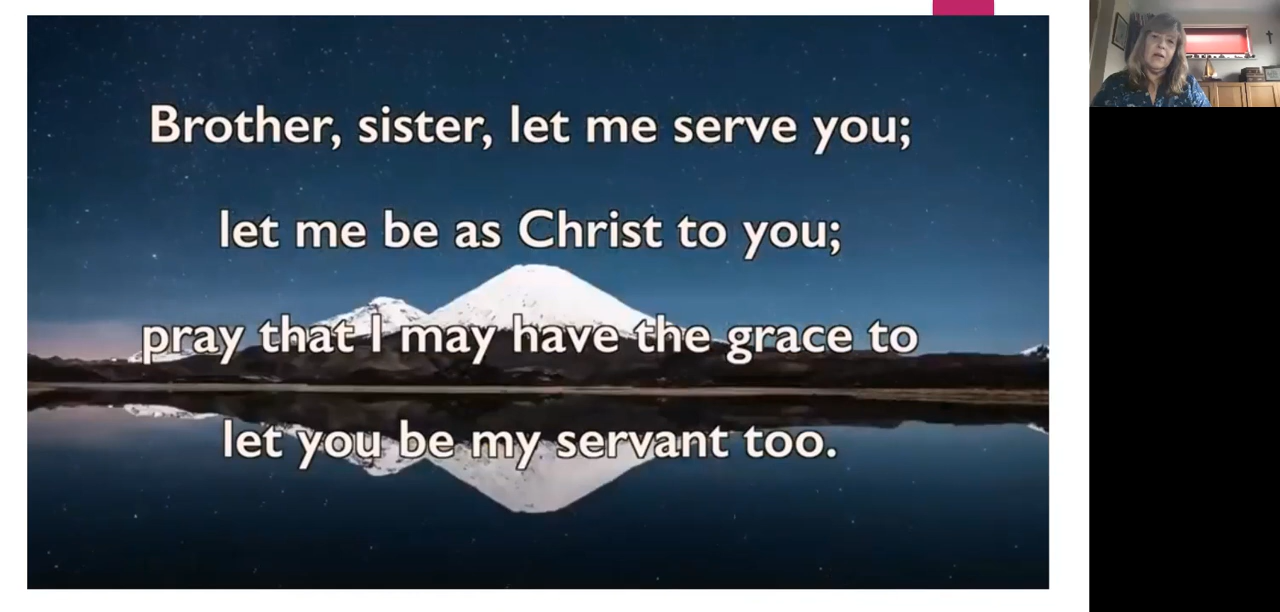 Brother, sister, let me serve you;
let me be as Christ to you;
pray that I may have the grace to
let you be my servant too.